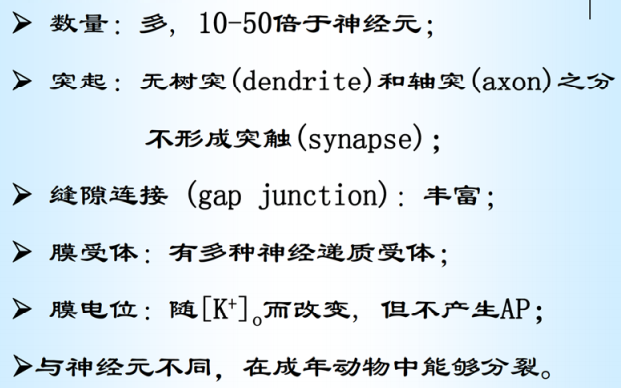 ➢ 数量：多, 10-50倍于神经元;
➢ 突起：无树突(dendrite)和轴突(axon)之分
不形成突触(synapse);
➢ 缝隙连接 (gap junction)：丰富;
➢ 膜受体：有多种神经递质受体;
➢ 膜电位：随[K⁺]ₒ而改变, 但不产生AP;
➢与神经元不同, 在成年动物中能够分裂。